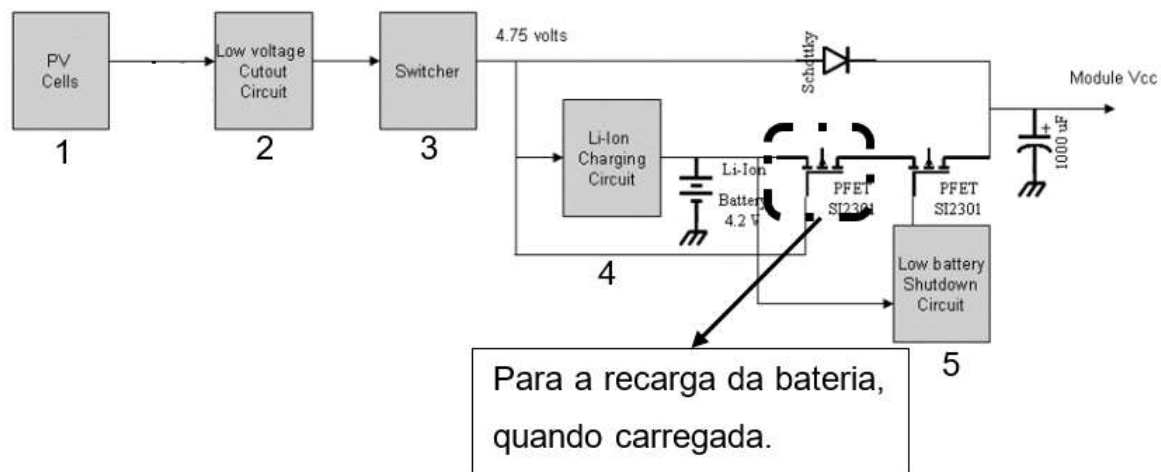 4.75 volts
PV
Cells
1
Low voltage
Cutout
Circuit
2
Switcher
3
Schottky
Module Vcc
+
1000 uF
Li-Ion
Charging
Circuit
Li-Ion
Battery
4.2 V
PFET
SI2301
PFET
SI2301
4
Low battery
Shutdown
Circuit
5
Para a recarga da bateria,
quando carregada.